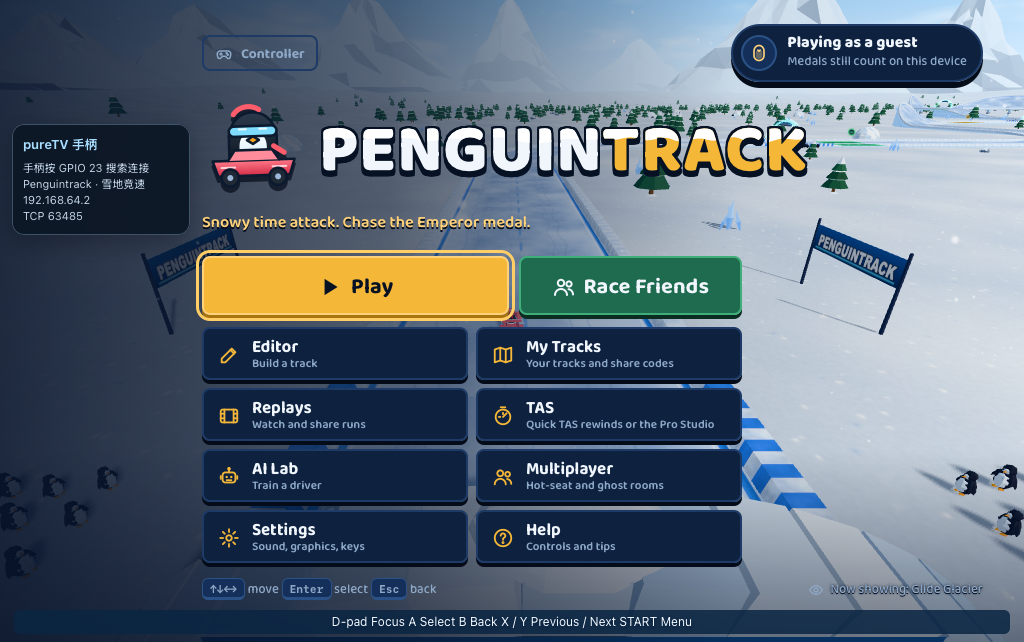 Controller
Playing as a guest
Medals still count on this device
pureTV 手柄
手柄按 GPIO 23 搜索连接
Penguintrack · 雪地竞速
192.168.64.2
TCP 63485
PENGUINTRACK
Snowy time attack. Chase the Emperor medal.
PENGUINTRACK
PENGUINTRACK
Play
Race Friends
Editor
Build a track
My Tracks
Your tracks and share codes
Replays
Watch and share runs
TAS
Quick TAS rewinds or the Pro Studio
AI Lab
Train a driver
Multiplayer
Hot-seat and ghost rooms
Settings
Sound, graphics, keys
Help
Controls and tips
↑↓↔ move Enter select Esc back
Now showing: Glide Glacier
D-pad Focus A Select B Back X / Y Previous / Next START Menu